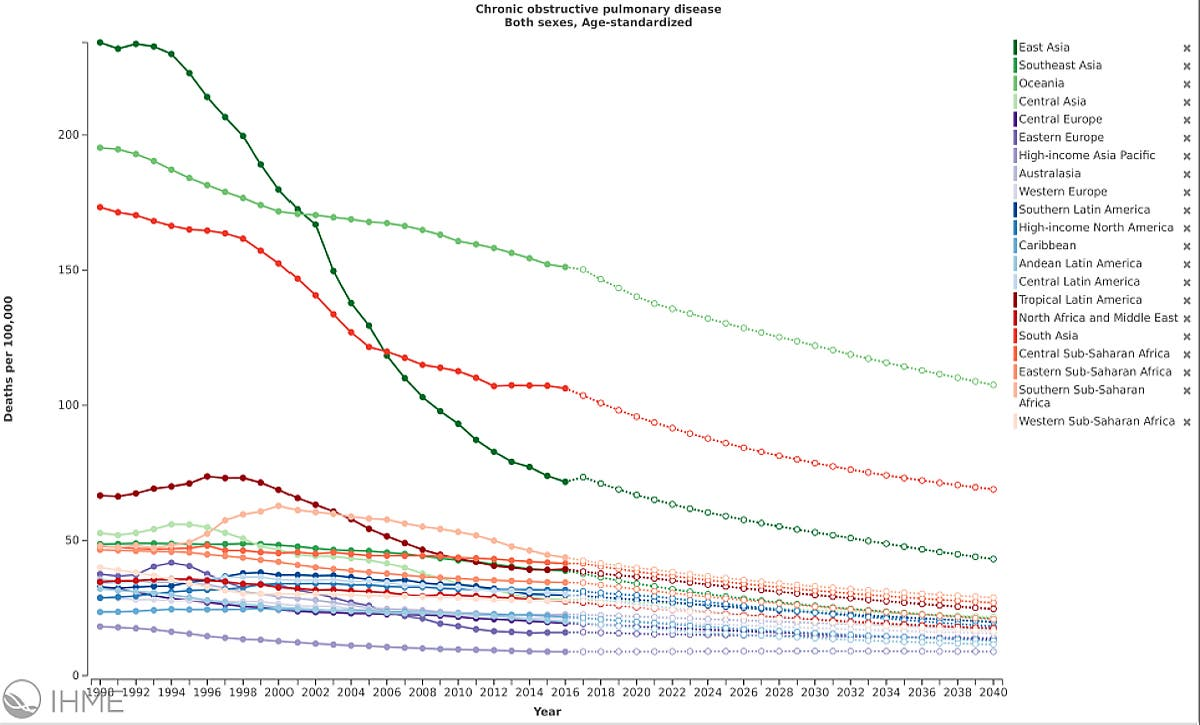 Chronic obstructive pulmonary disease
Both sexes, Age-standardized
East Asia ×
Southeast Asia ×
Oceania ×
Central Asia ×
Central Europe ×
Eastern Europe ×
High-income Asia Pacific ×
Australasia ×
Western Europe ×
Southern Latin America ×
High-income North America ×
Caribbean ×
Andean Latin America ×
Central Latin America ×
Tropical Latin America ×
North Africa and Middle East ×
South Asia ×
Central Sub-Saharan Africa ×
Eastern Sub-Saharan Africa ×
Southern Sub-Saharan ×
Africa
Western Sub-Saharan Africa ×
200
150
100
50
0
Deaths per 100,000
1990 1992 1994 1996 1998 2000 2002 2004 2006 2008 2010 2012 2014 2016 2018 2020 2022 2024 2026 2028 2030 2032 2034 2036 2038 2040
Year
IHME